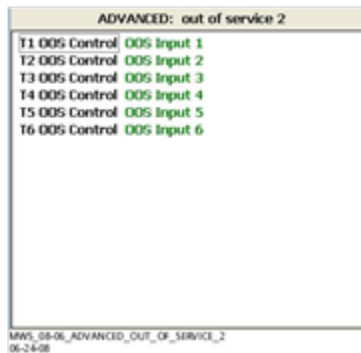 ADVANCED: out of service 2
T1 OOS Control OOS Input 1
T2 OOS Control OOS Input 2
T3 OOS Control OOS Input 3
T4 OOS Control OOS Input 4
T5 OOS Control OOS Input 5
T6 OOS Control OOS Input 6
MWS_08-06_ADVANCED_OUT_OF_SERVICE_2
06-24-08